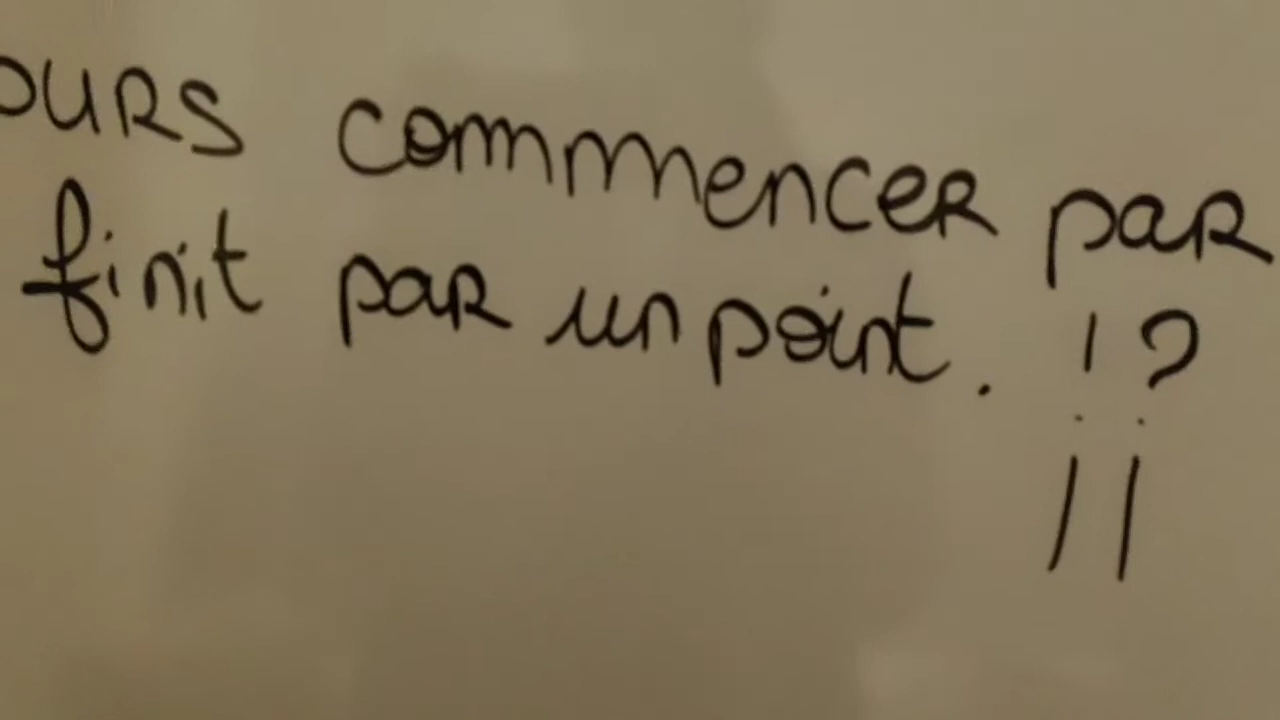 ours commencer par
finit par un point. ! ?